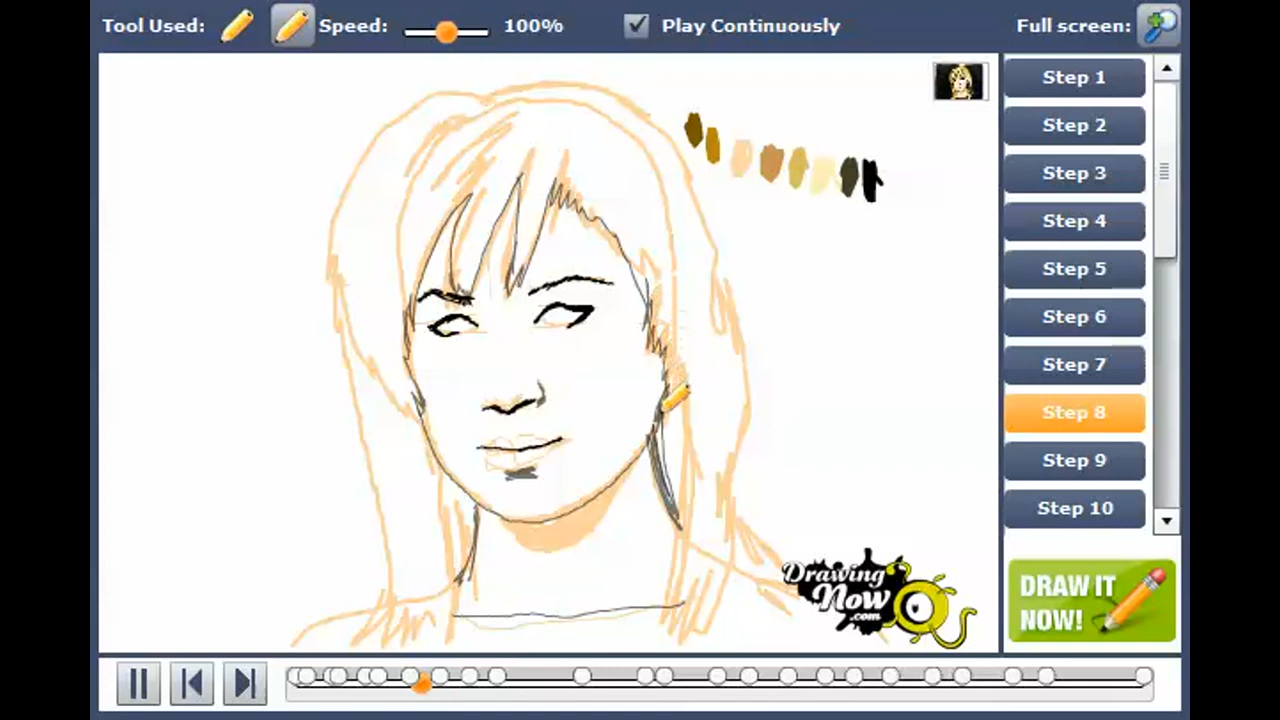 Tool Used:
Speed:
100%
Play Continuously
Full screen:
Step 1
Step 2
Step 3
Step 4
Step 5
Step 6
Step 7
Step 8
Step 9
Step 10
Drawing
Now
.com
DRAW IT
NOW!